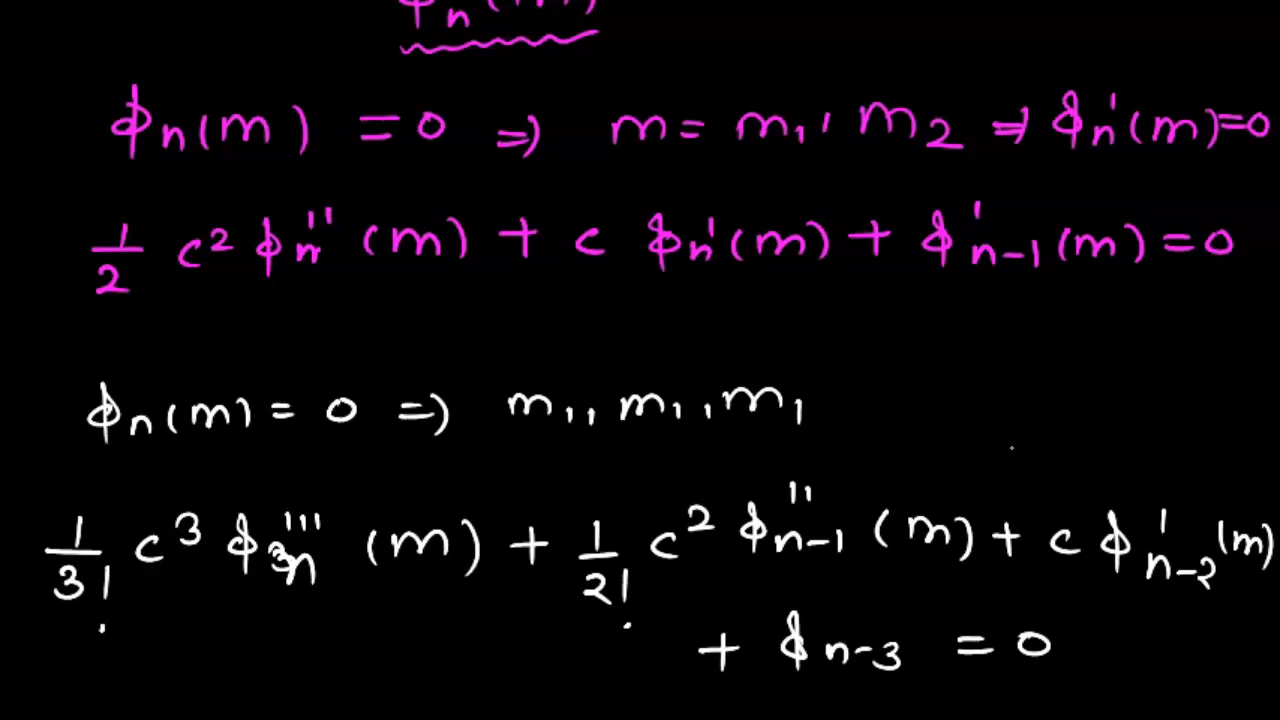 ϕn(m) = 0 ⇒ m = m₁, m₂ ⇒ ϕn'(m)=0
1/2 c² ϕn''(m) + c ϕn'(m) + ϕ'n-1(m) = 0
ϕn(m) = 0 ⇒ m₁, m₁, m₁
1/3! c³ ϕn'''(m) + 1/2! c² ϕ''n-1(m) + c ϕ'n-2(m)
+ ϕn-3 = 0